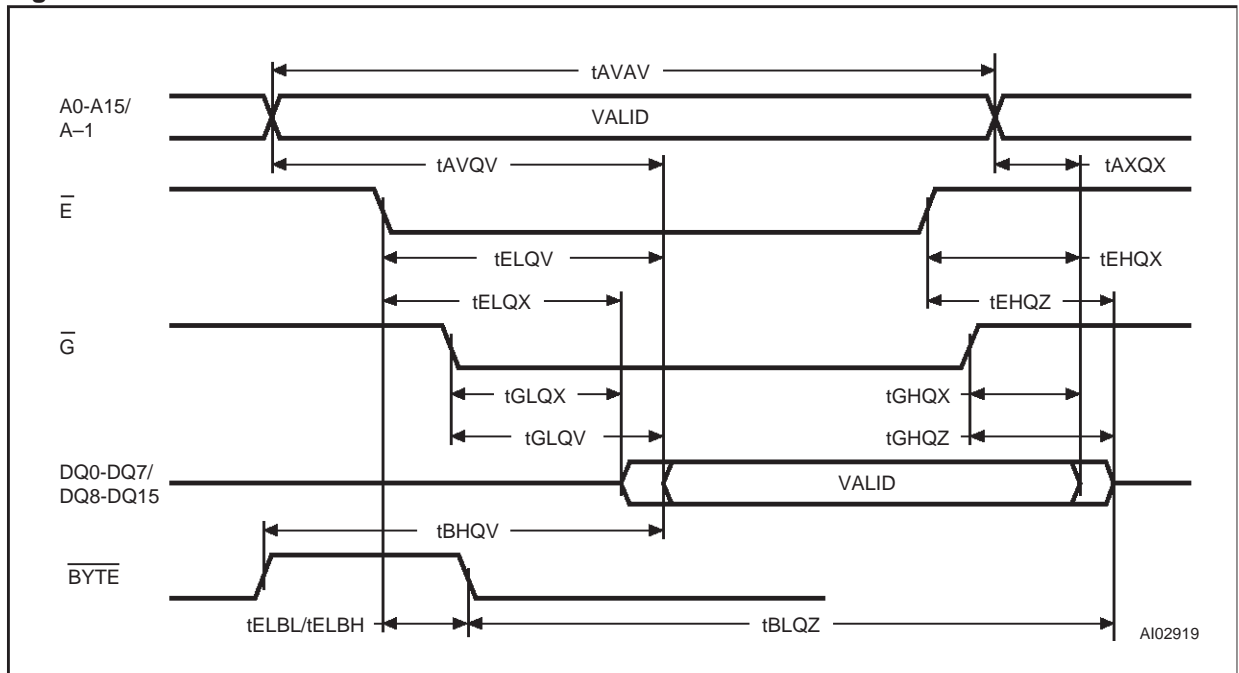 tAVAV
A0-A15/
A–1
VALID
tAVQV
tAXQX
E
tELQV
tEHQX
tELQX
tEHQZ
G
tGLQX
tGHQX
tGLQV
tGHQZ
DQ0-DQ7/
DQ8-DQ15
VALID
tBHQV
BYTE
tELBL/tELBH
tBLQZ
AI02919